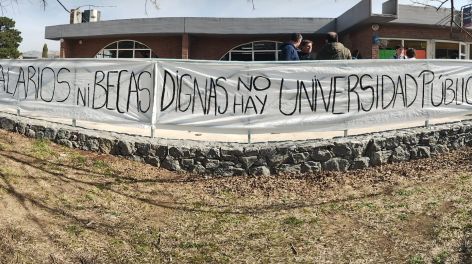 ALARIOS NI BECAS DIGNAS NO HAY UNIVERSIDAD PÚBLIC